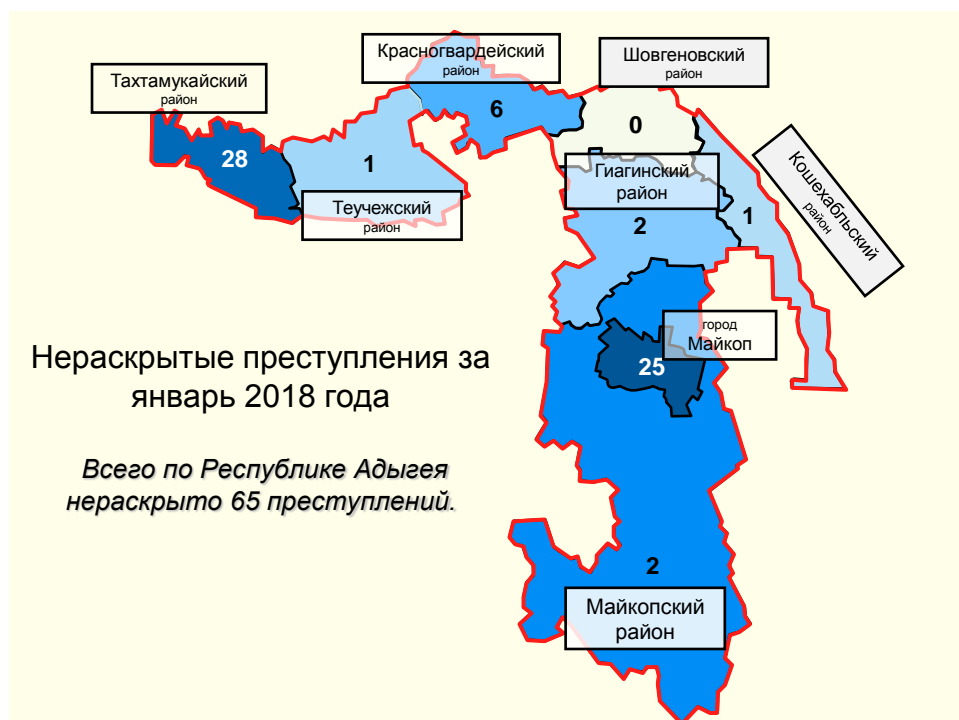 Красногвардейский
район
Шовгеновский
район
Тахтамукайский
район
6
0
28
1
Гиагинский
район
Кошехабльский
район
Теучежский
район
2
1
город
Майкоп
Нераскрытые преступления за
январь 2018 года
25
Всего по Республике Адыгея
нераскрыто 65 преступлений.
2
Майкопский
район